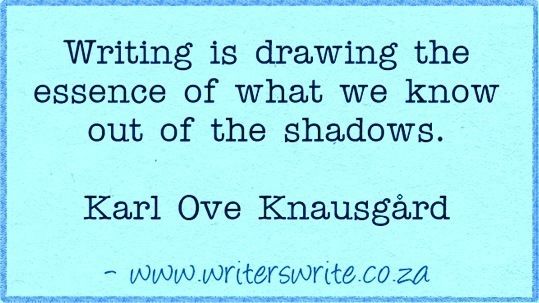 Writing is drawing the
essence of what we know
out of the shadows.
Karl Ove Knausgård
- www.writerswrite.co.za